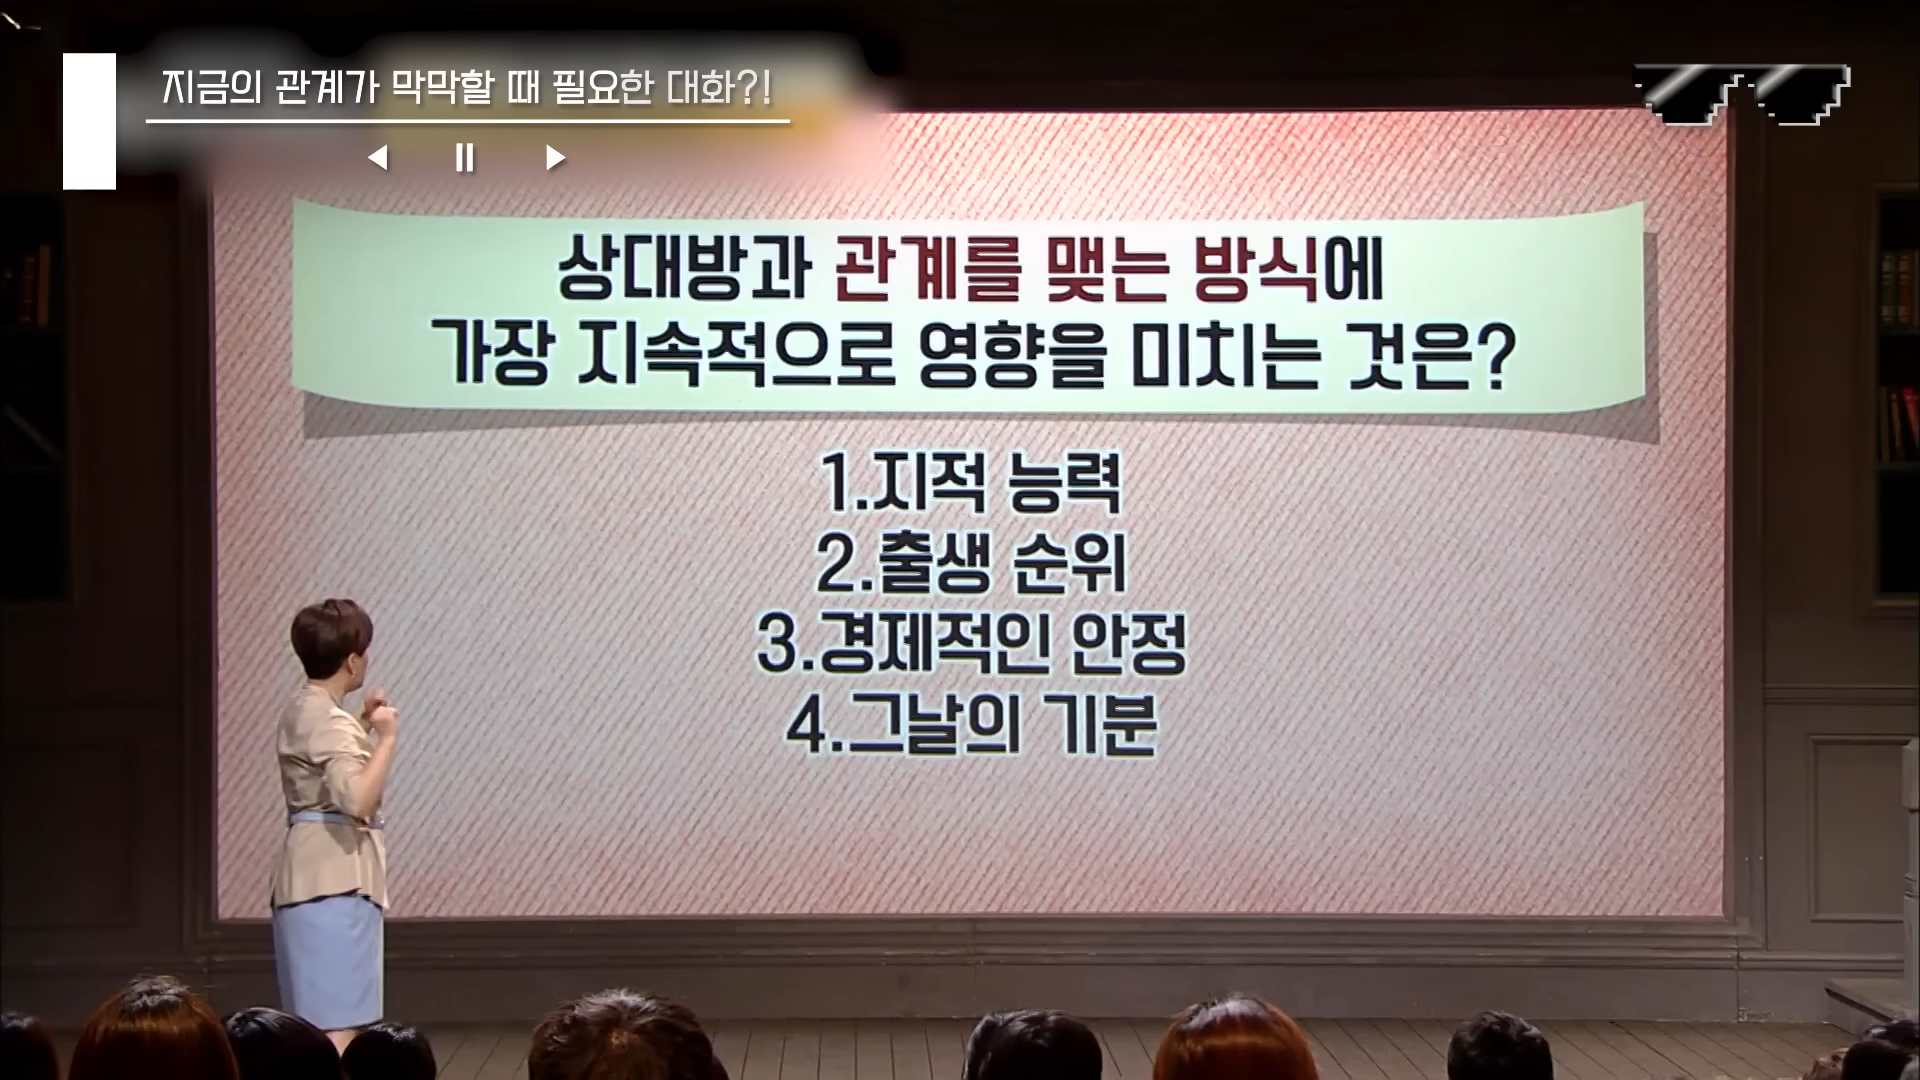 지금의 관계가 막막할 때 필요한 대화?!
상대방과 관계를 맺는 방식에
가장 지속적으로 영향을 미치는 것은?
1.지적 능력
2.출생 순위
3.경제적인 안정
4.그날의 기분